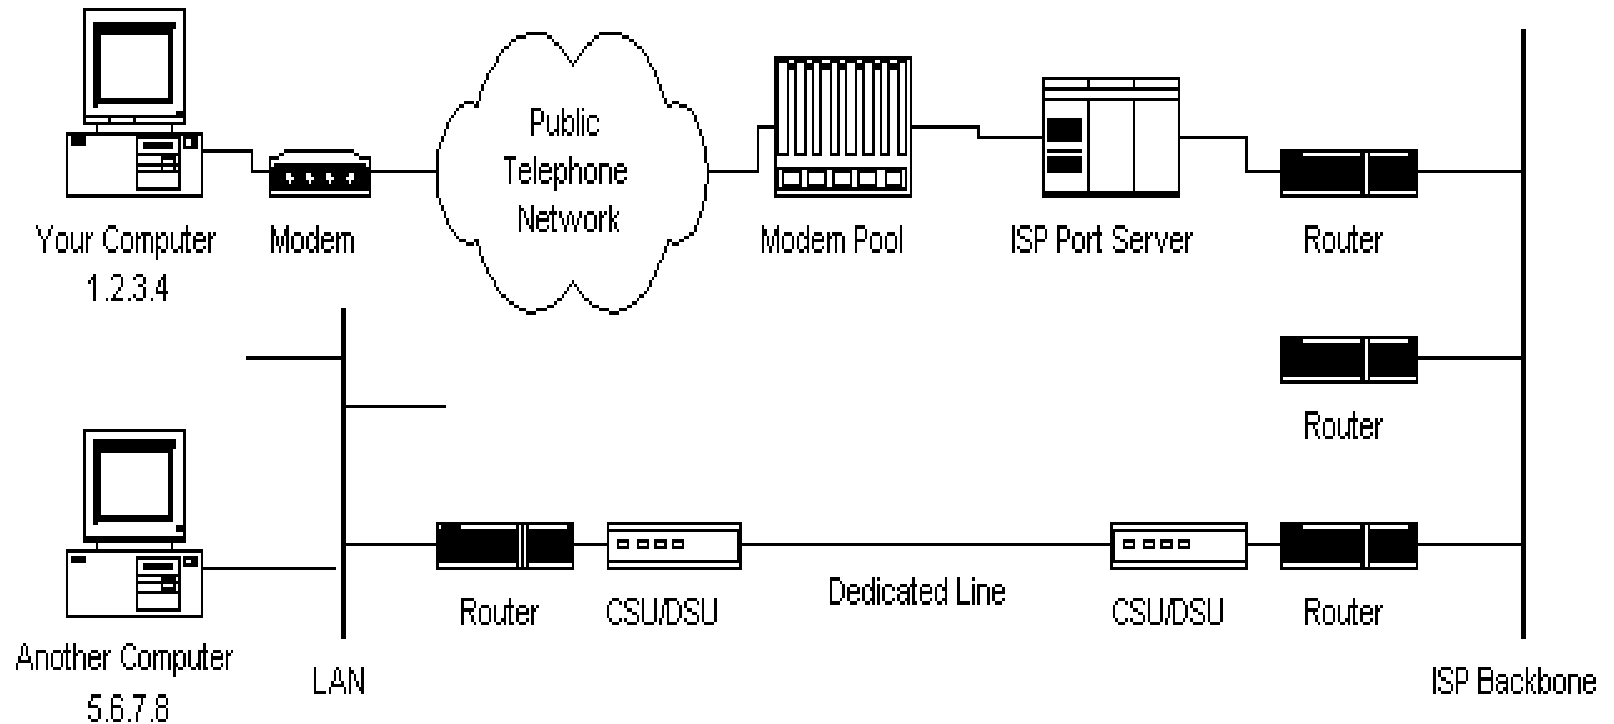 Public
Telephone
Network
Your Computer
1.2.3.4
Modem
Modem Pool
ISP Port Server
Router
Router
Dedicated Line
Router
CSU/DSU
CSU/DSU
Router
Another Computer
5.6.7.8
LAN
ISP Backbone